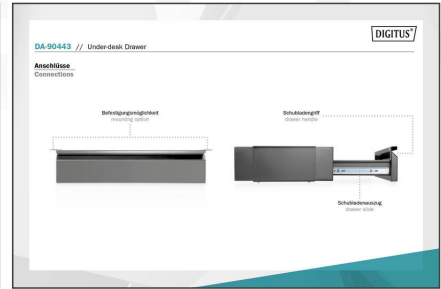 DIGITUS®
DA-90443 // Under-desk Drawer
Anschlüsse
Connections
Befestigungsmöglichkeit
mounting option
Schubladengriff
drawer handle
Schubladenauszug
drawer slide